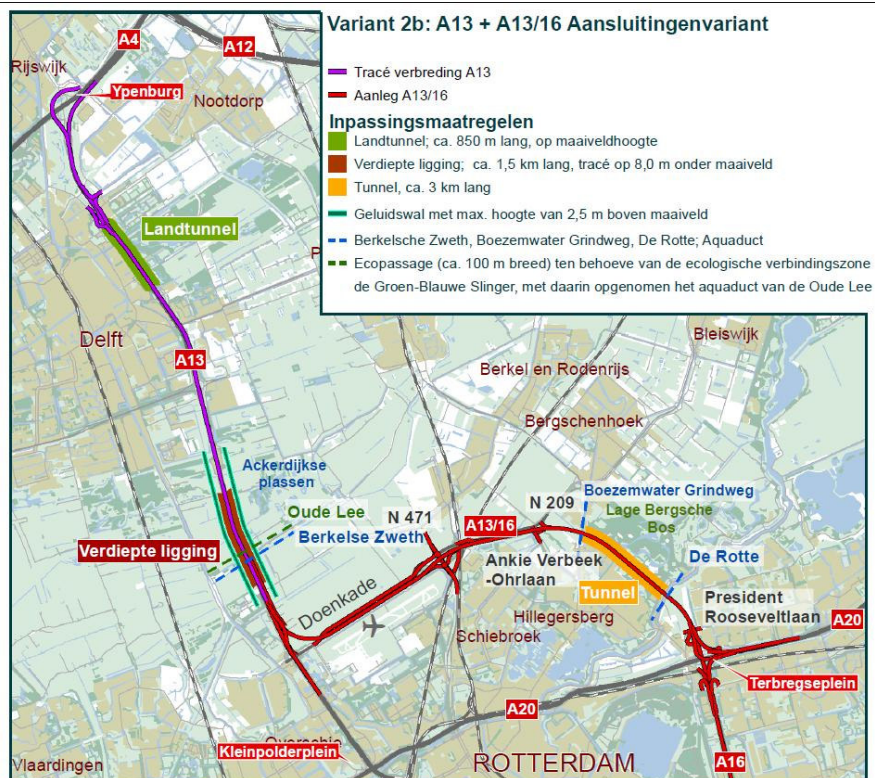 Variant 2b: A13 + A13/16 Aansluitingenvariant
Tracé verbreding A13
Aanleg A13/16
Inpassingsmaatregelen
Landtunnel; ca. 850 m lang, op maaiveldhoogte
Verdiepte ligging; ca. 1,5 km lang, tracé op 8,0 m onder maaiveld
Tunnel, ca. 3 km lang
Geluidswal met max. hoogte van 2,5 m boven maaiveld
Berkelsche Zweth, Boezemwater Grindweg, De Rotte; Aquaduct
Ecopassage (ca. 100 m breed) ten behoeve van de ecologische verbindingszone
de Groen-Blauwe Slinger, met daarin opgenomen het aquaduct van de Oude Lee
A4
A12
Rijswijk
Ypenburg
Nootdorp
Landtunnel
P
Delft
A13
Bleiswijk
Berkel en Rodenrijs
Bergschenhoek
Ackerdijkse
plassen
Boezemwater Grindweg
Oude Lee
N 471
N 209
Lage Bergsche
Bos
A13/16
Berkelse Zweth
Verdiepte ligging
Ankie Verbeek
-Ohrlaan
De Rotte
Doenkade
Tunnel
President
Rooseveltlaan
Hillegersberg
Schiebroek
A20
Terbregseplein
A20
Overschie
Kleinpolderplein
Vlaardingen
ROTTERDAM
A16